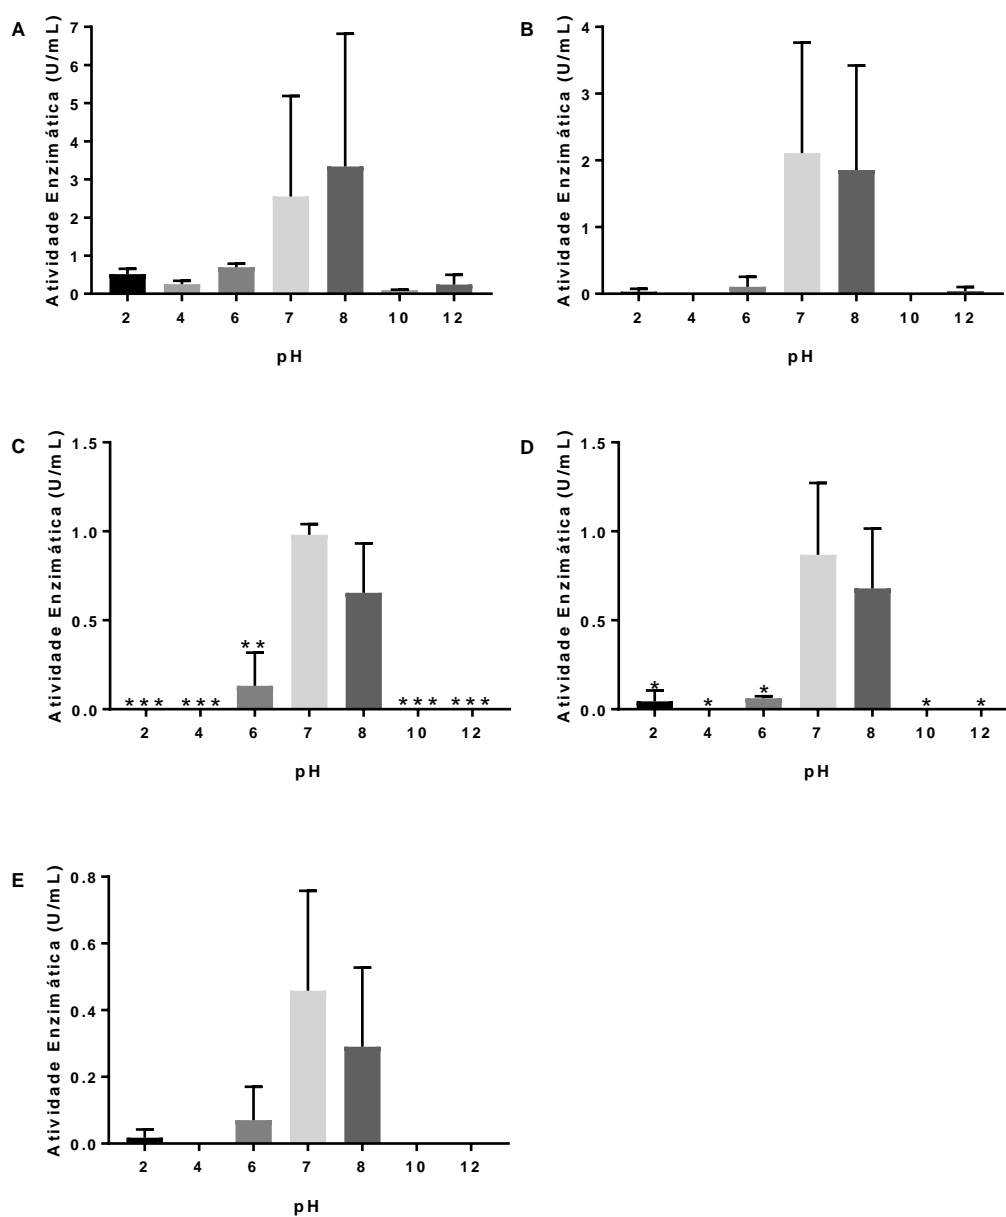 A
Atividade Enzimática (U/mL)
7
6
5
4
3
2
1
0
2 4 6 7 8 10 12
pH
B
Atividade Enzimática (U/mL)
4
3
2
1
0
2 4 6 7 8 10 12
pH
C
Atividade Enzimática (U/mL)
1.5
1.0
0.5
0.0
*** *** ** *** ***
2 4 6 7 8 10 12
pH
D
Atividade Enzimática (U/mL)
1.5
1.0
0.5
0.0
* * * * *
2 4 6 7 8 10 12
pH
E
Atividade Enzimática (U/mL)
0.8
0.6
0.4
0.2
0.0
2 4 6 7 8 10 12
pH